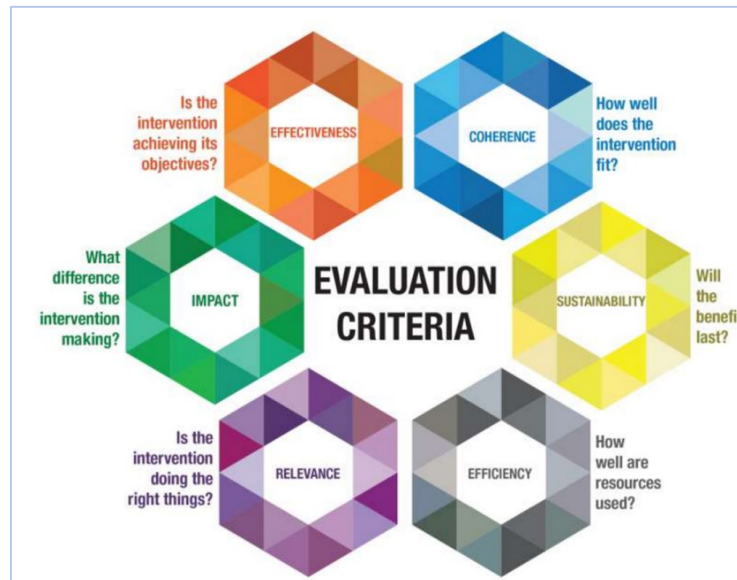 Is the
intervention
achieving its
objectives?
EFFECTIVENESS
COHERENCE
How well
does the
intervention
fit?
What
difference
is the
intervention
making?
IMPACT
EVALUATION
CRITERIA
SUSTAINABILITY
Will
the
benefi
last?
Is the
intervention
doing the
right things?
RELEVANCE
EFFICIENCY
How
well are
resources
used?